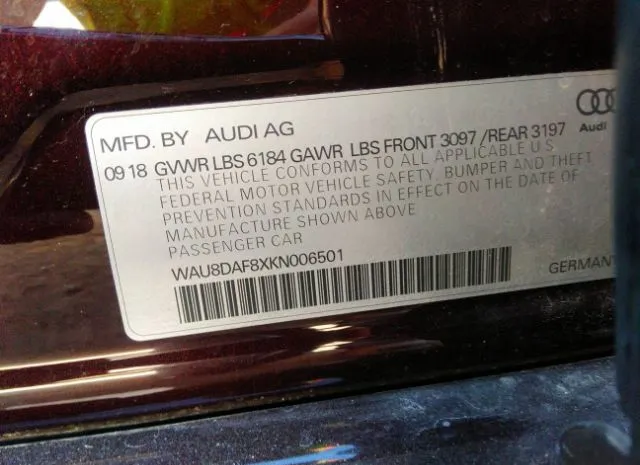 MFD. BY AUDI AG
Audi
09 18 GVWR LBS 6184 GAWR LBS FRONT 3097 /REAR 3197
THIS VEHICLE CONFORMS TO ALL APPLICABLE U.S
FEDERAL MOTOR VEHICLE SAFETY, BUMPER AND THEFT
PREVENTION STANDARDS IN EFFECT ON THE DATE OF
MANUFACTURE SHOWN ABOVE
PASSENGER CAR
WAU8DAF8XKN006501
GERMANY